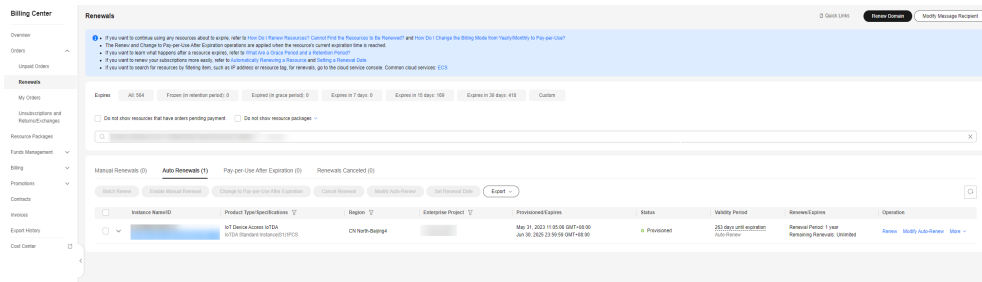 Billing Center
Overview
Orders
Unpaid Orders
Renewals
My Orders
Unsubscriptions and
Returns/Exchanges
Resource Packages
Funds Management
Billing
Promotions
Contracts
Invoices
Export History
Cost Center
Renewals
Quick Links
Renew Domain
Modify Message Recipient
If you want to continue using any resources about to expire, refer to How Do I Renew Resources? Cannot Find the Resources to Be Renewed? and How Do I Change the Billing Mode from Yearly/Monthly to Pay-per-Use?
The Renew and Change to Pay-per-Use After Expiration operations are applied when the resource's current expiration time is reached.
If you want to learn what happens after a resource expires, refer to What Are a Grace Period and a Retention Period?
If you want to renew your subscriptions more easily, refer to Automatically Renewing a Resource and Setting a Renewal Date.
If you want to search for resources by filtering item, such as IP address or resource tag, for renewals, go to the cloud service console. Common cloud services: ECS
Expires
All: 564
Frozen (in retention period): 0
Expired (in grace period): 0
Expires in 7 days: 0
Expires in 15 days: 169
Expires in 30 days: 418
Custom
Do not show resources that have orders pending payment
Do not show resource packages
Manual Renewals (0)
Auto Renewals (1)
Pay-per-Use After Expiration (0)
Renewals Canceled (0)
Batch Renew
Enable Manual Renewal
Change to Pay-per-Use After Expiration
Cancel Renewal
Modify Auto-Renew
Set Renewal Date
Export
Instance Name/ID
Product Type/Specifications
Region
Enterprise Project
Provisioned/Expires
Status
Validity Period
Renews/Expires
Operation
IoT Device Access IoTDA
IoTDA Standard Instance(S1)1PCS
CN North-Beijing4
May 31, 2023 11:05:08 GMT+08:00
Jun 30, 2025 23:59:59 GMT+08:00
Provisioned
263 days until expiration
Auto-Renew
Renewal Period: 1 year
Remaining Renewals: Unlimited
Renew
Modify Auto-Renew
More